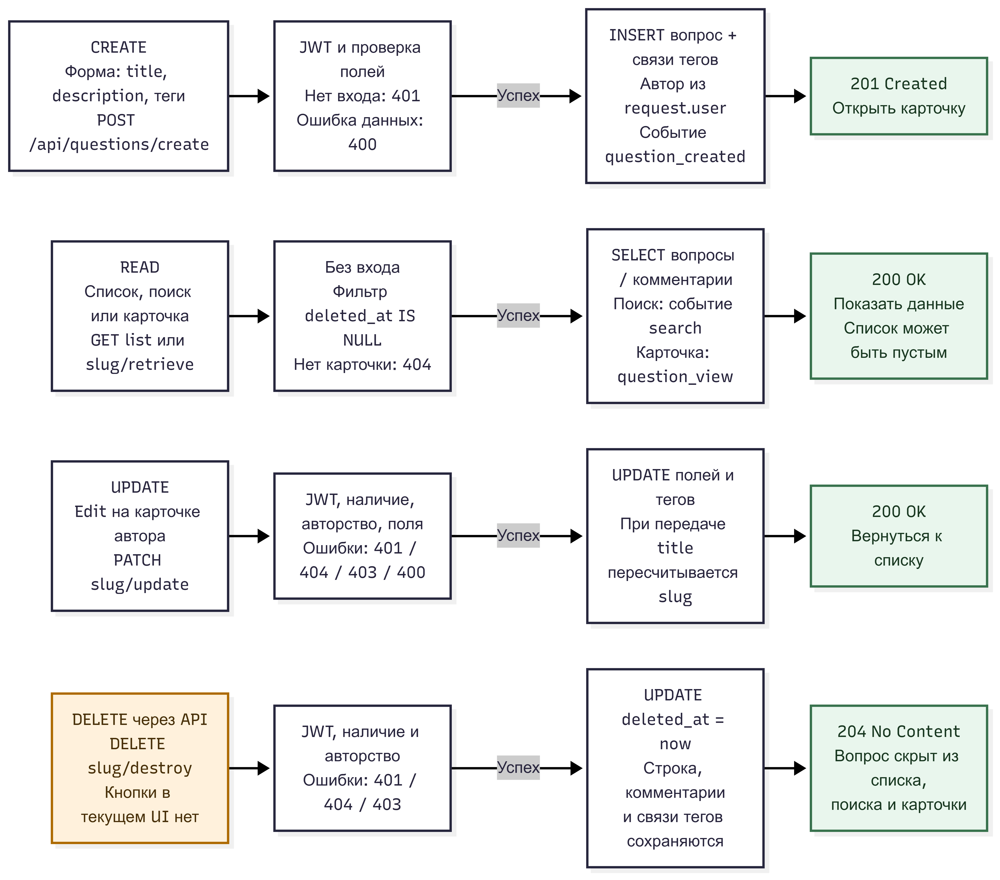 CREATE
Форма: title,
description, теги
POST
/api/questions/create
JWT и проверка
полей
Нет входа: 401
Ошибка данных:
400
Успех
INSERT вопрос +
связи тегов
Автор из
request.user
Событие
question_created
201 Created
Открыть карточку
READ
Список, поиск
или карточка
GET list или
slug/retrieve
Без входа
Фильтр
deleted_at IS
NULL
Нет карточки: 404
Успех
SELECT вопросы
/ комментарии
Поиск: событие
search
Карточка:
question_view
200 OK
Показать данные
Список может
быть пустым
UPDATE
Edit на карточке
автора
PATCH
slug/update
JWT, наличие,
авторство, поля
Ошибки: 401 /
404 / 403 / 400
Успех
UPDATE полей и
тегов
При передаче
title
пересчитывается
slug
200 OK
Вернуться к
списку
DELETE через API
DELETE
slug/destroy
Кнопки в
текущем UI нет
JWT, наличие и
авторство
Ошибки: 401 /
404 / 403
Успех
UPDATE
deleted_at =
now
Строка,
комментарии
и связи тегов
сохраняются
204 No Content
Вопрос скрыт из
списка,
поиска и карточки